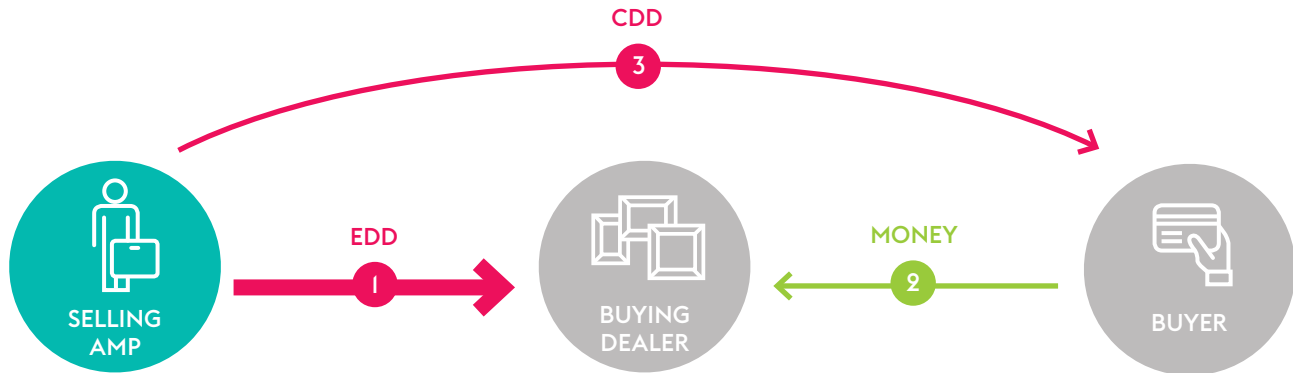 CDD
3
EDD
1
MONEY
2
SELLING
AMP
BUYING
DEALER
BUYER